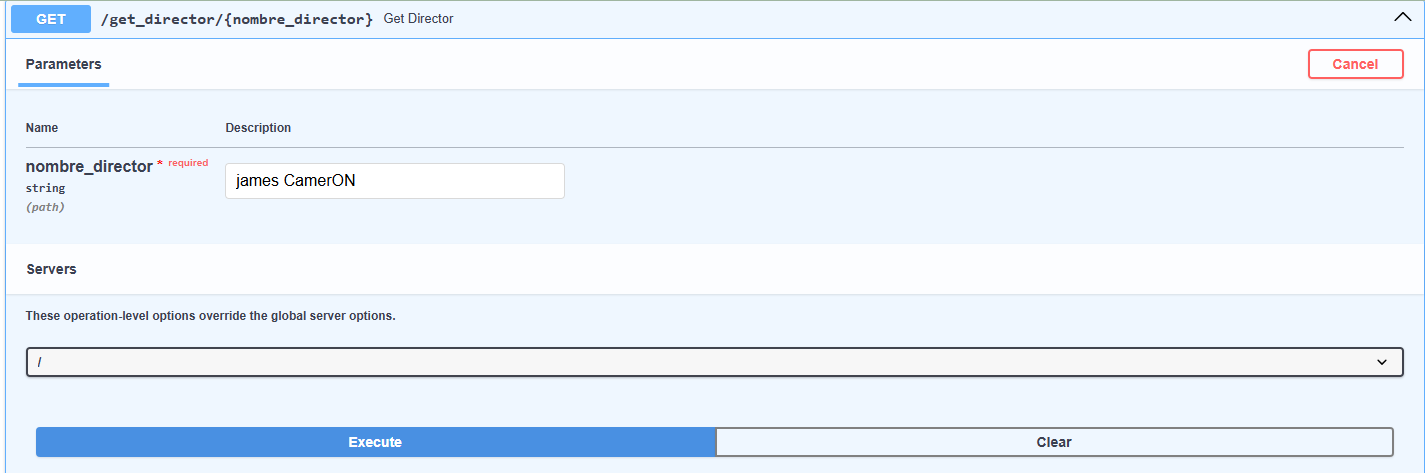 GET /get_director/{nombre_director} Get Director
Parameters
Cancel
Name Description
nombre_director * required
string
(path)
james CamerON
Servers
These operation-level options override the global server options.
/
Execute Clear